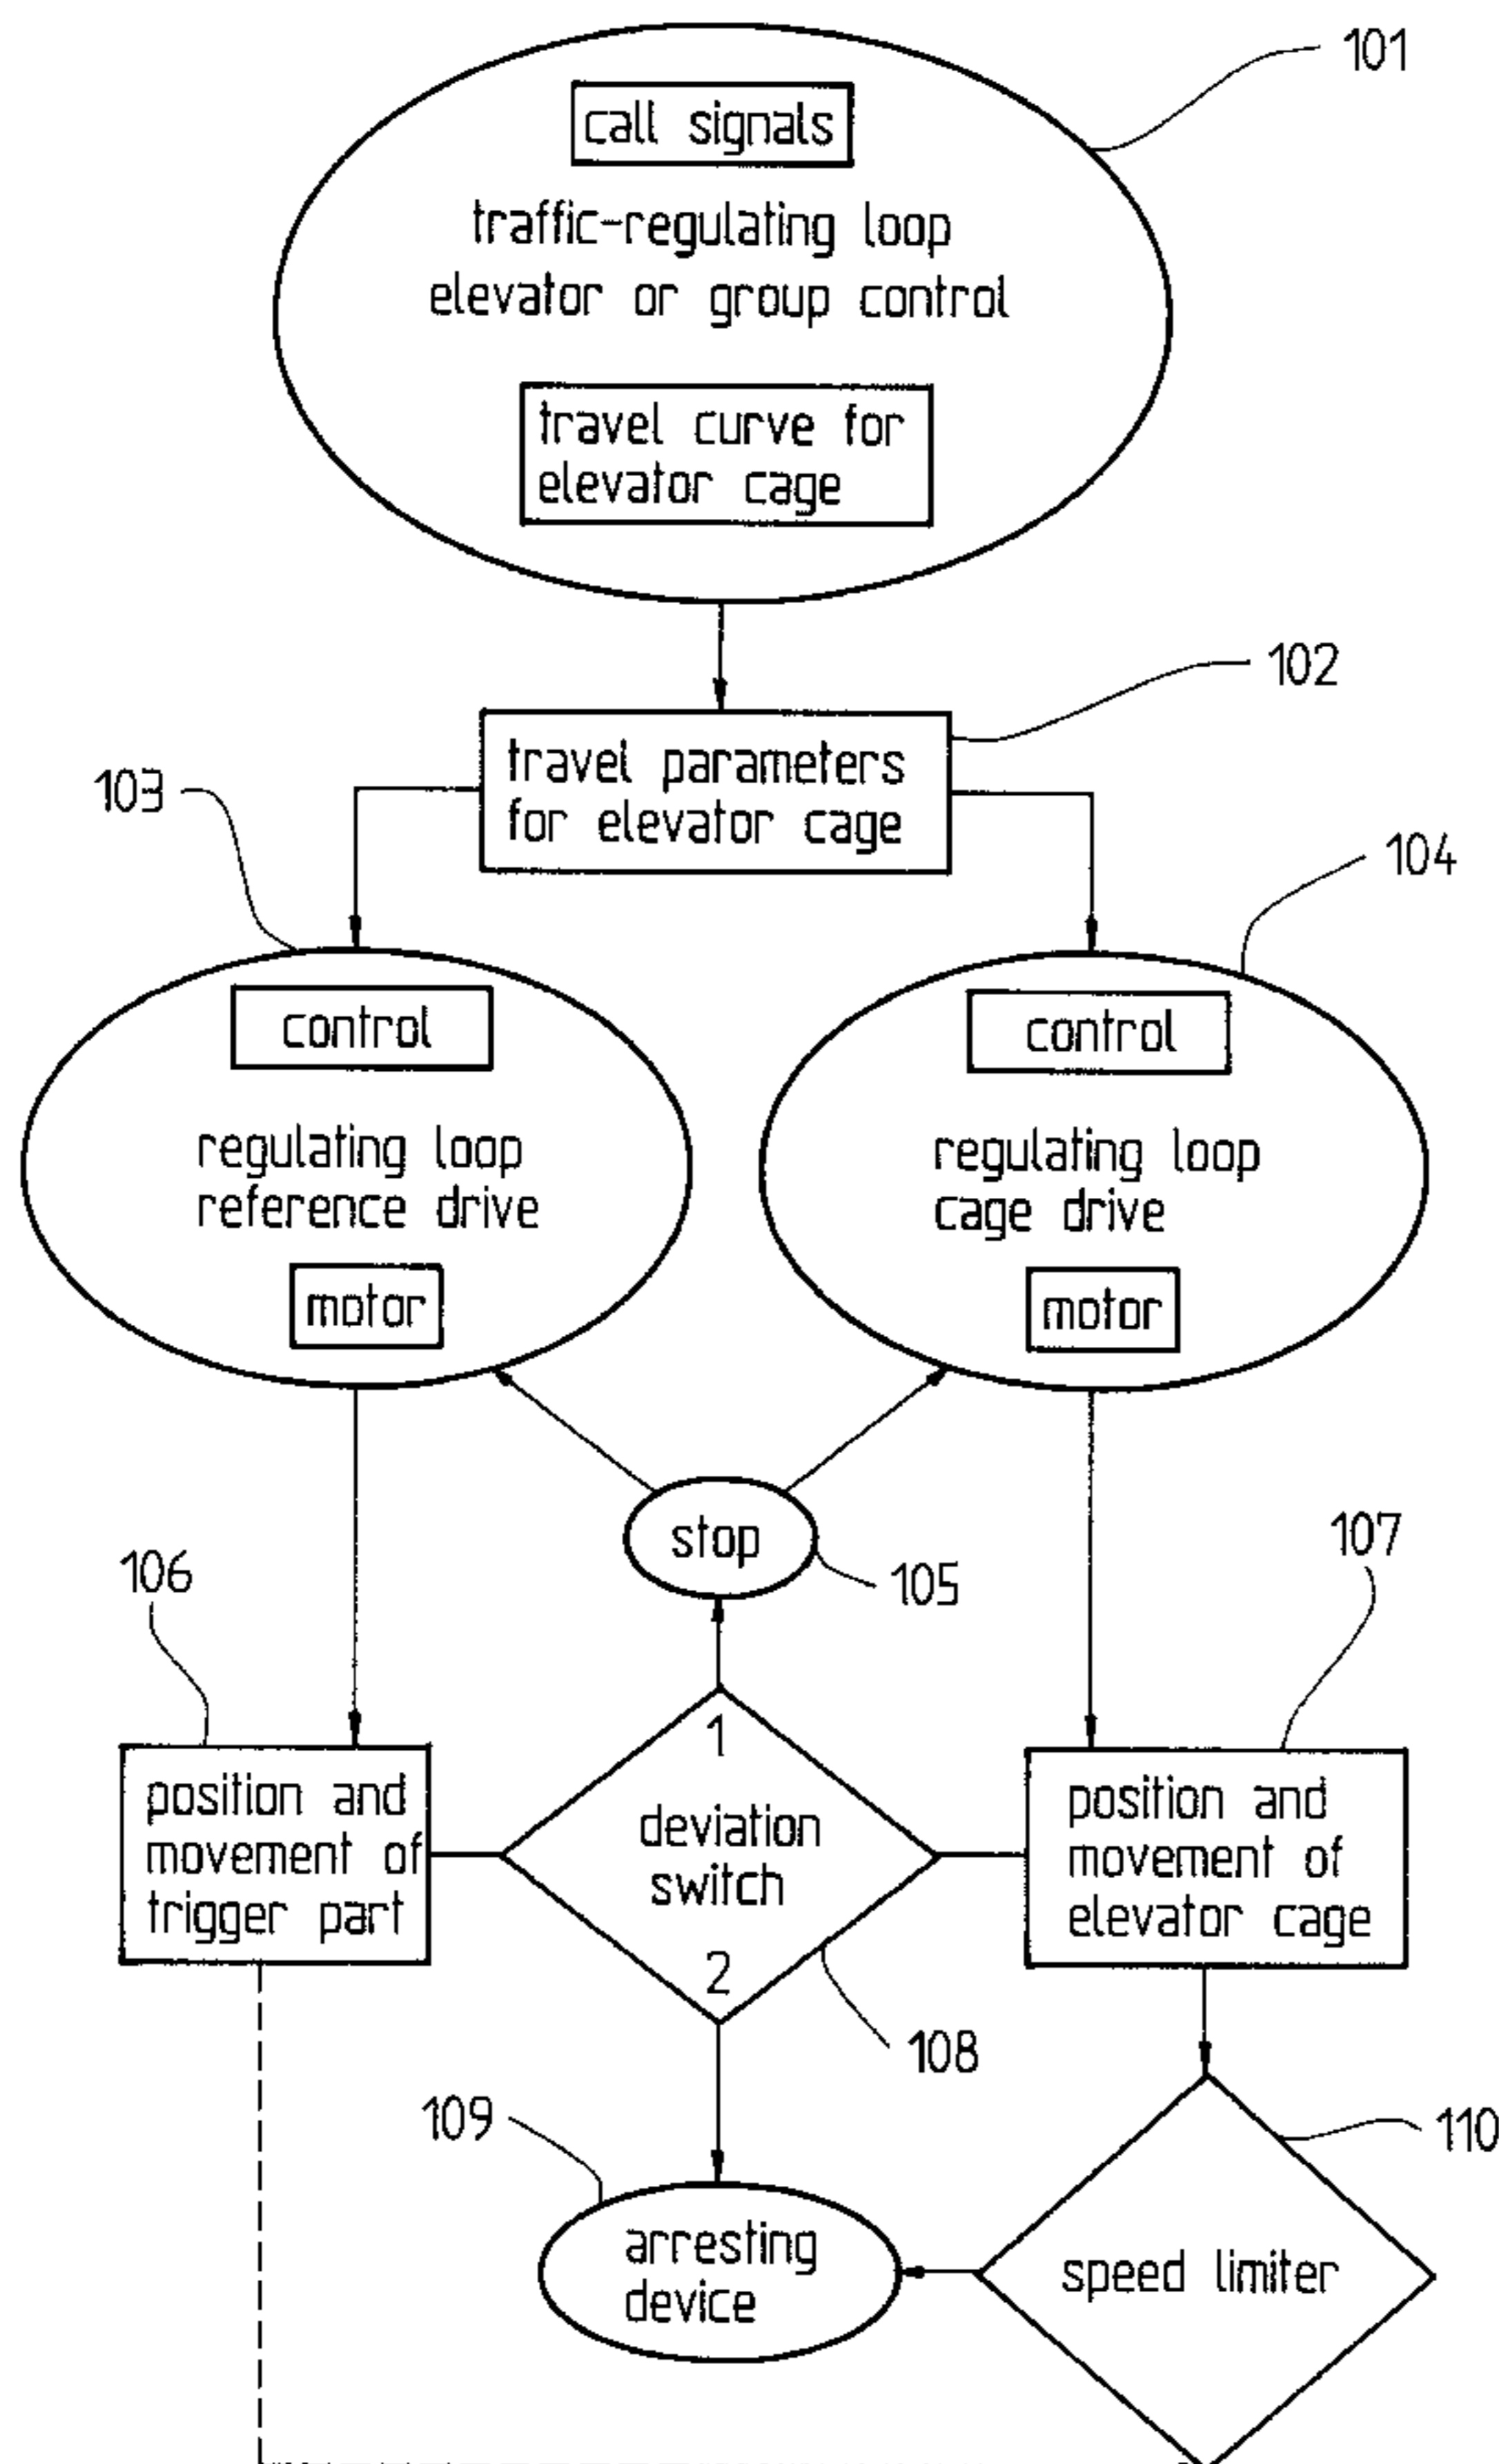 101
call signals
traffic-regulating loop
elevator or group control
travel curve for
elevator cage
102
travel parameters
for elevator cage
103
104
control
regulating loop
reference drive
motor
control
regulating loop
cage drive
motor
stop
105
106
107
position and
movement of
trigger part
1
deviation
switch
2
position and
movement of
elevator cage
108
109
110
arresting
device
speed limiter